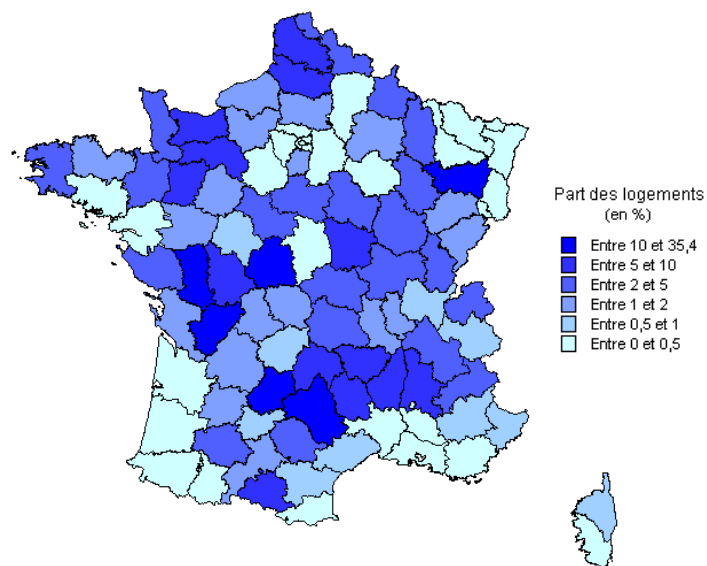 Part des logements
(en %)
Entre 10 et 35,4
Entre 5 et 10
Entre 2 et 5
Entre 1 et 2
Entre 0,5 et 1
Entre 0 et 0,5